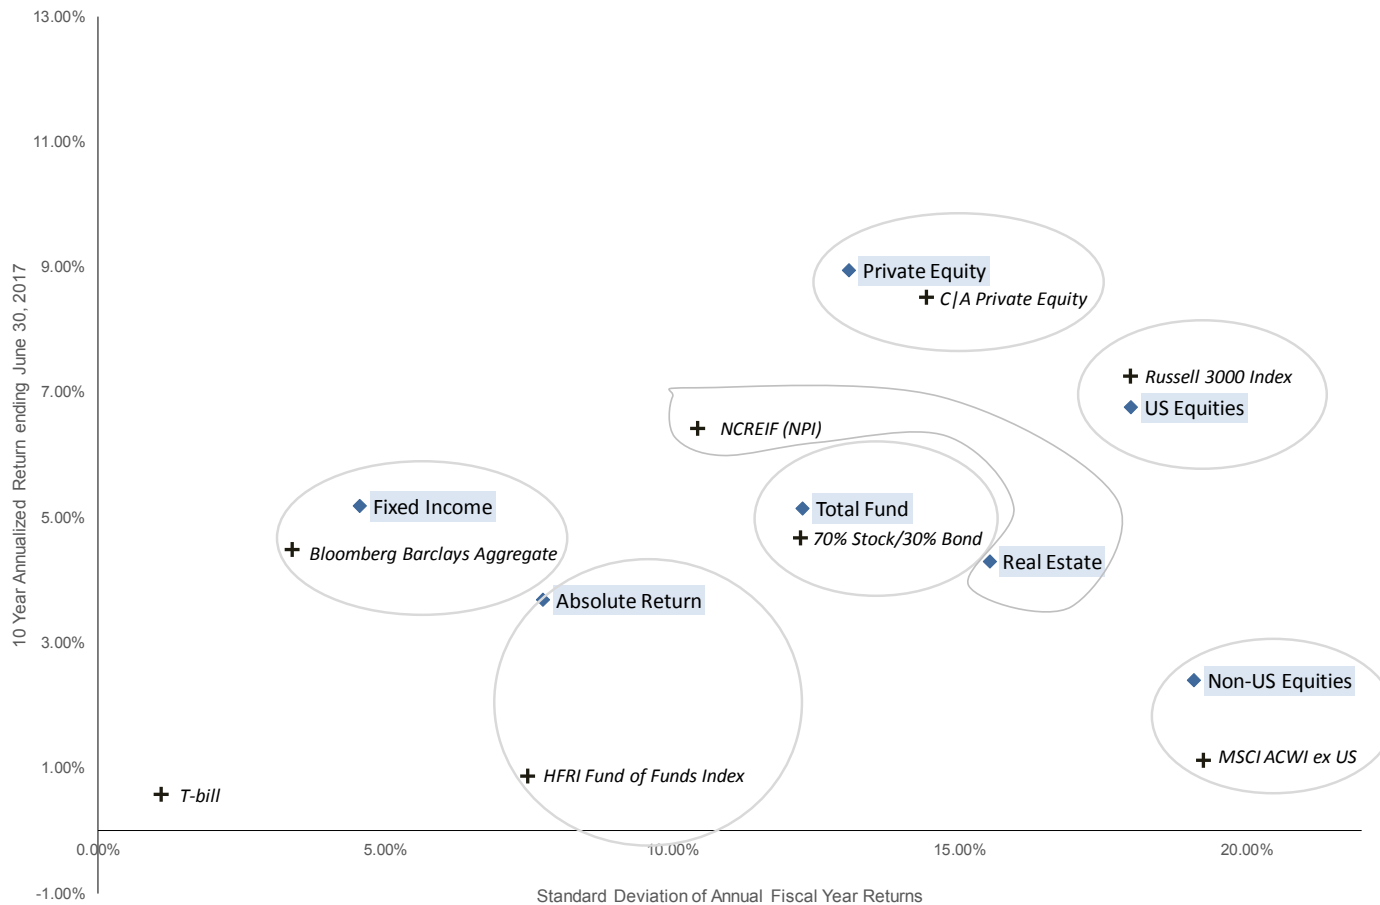 13.00%
11.00%
9.00%
7.00%
5.00%
3.00%
1.00%
-1.00%
10 Year Annualized Return ending June 30, 2017
Private Equity
C|A Private Equity
Russell 3000 Index
US Equities
NCREIF (NPI)
Fixed Income
Total Fund
70% Stock/30% Bond
Bloomberg Barclays Aggregate
Real Estate
Absolute Return
Non-US Equities
MSCI ACWI ex US
HFRI Fund of Funds Index
T-bill
0.00%
5.00%
10.00%
15.00%
20.00%
Standard Deviation of Annual Fiscal Year Returns